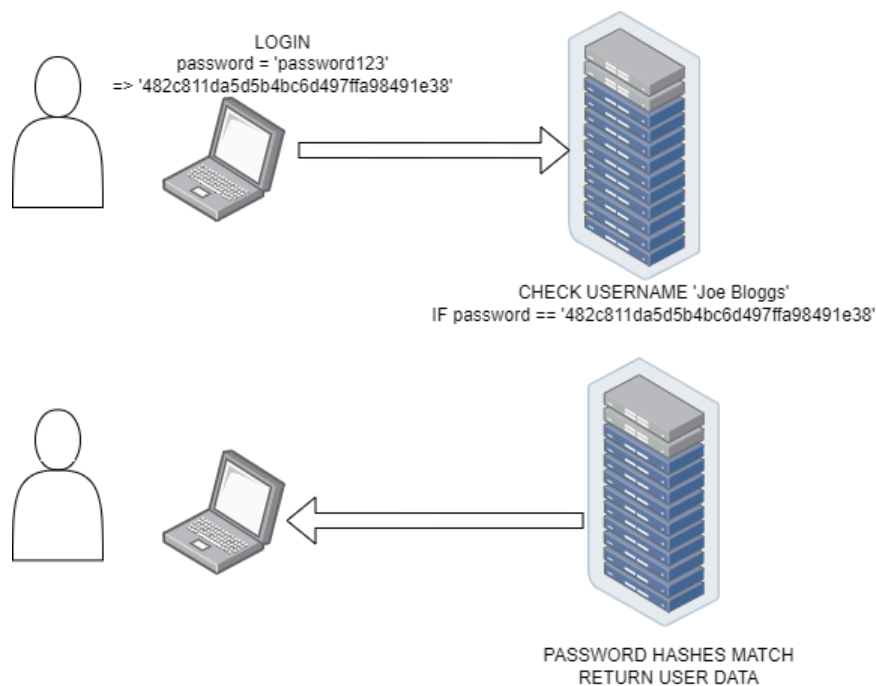 LOGIN
password = 'password123'
=> '482c811da5d5b4bc6d497ffa98491e38'
CHECK USERNAME 'Joe Bloggs'
IF password == '482c811da5d5b4bc6d497ffa98491e38'
PASSWORD HASHES MATCH
RETURN USER DATA